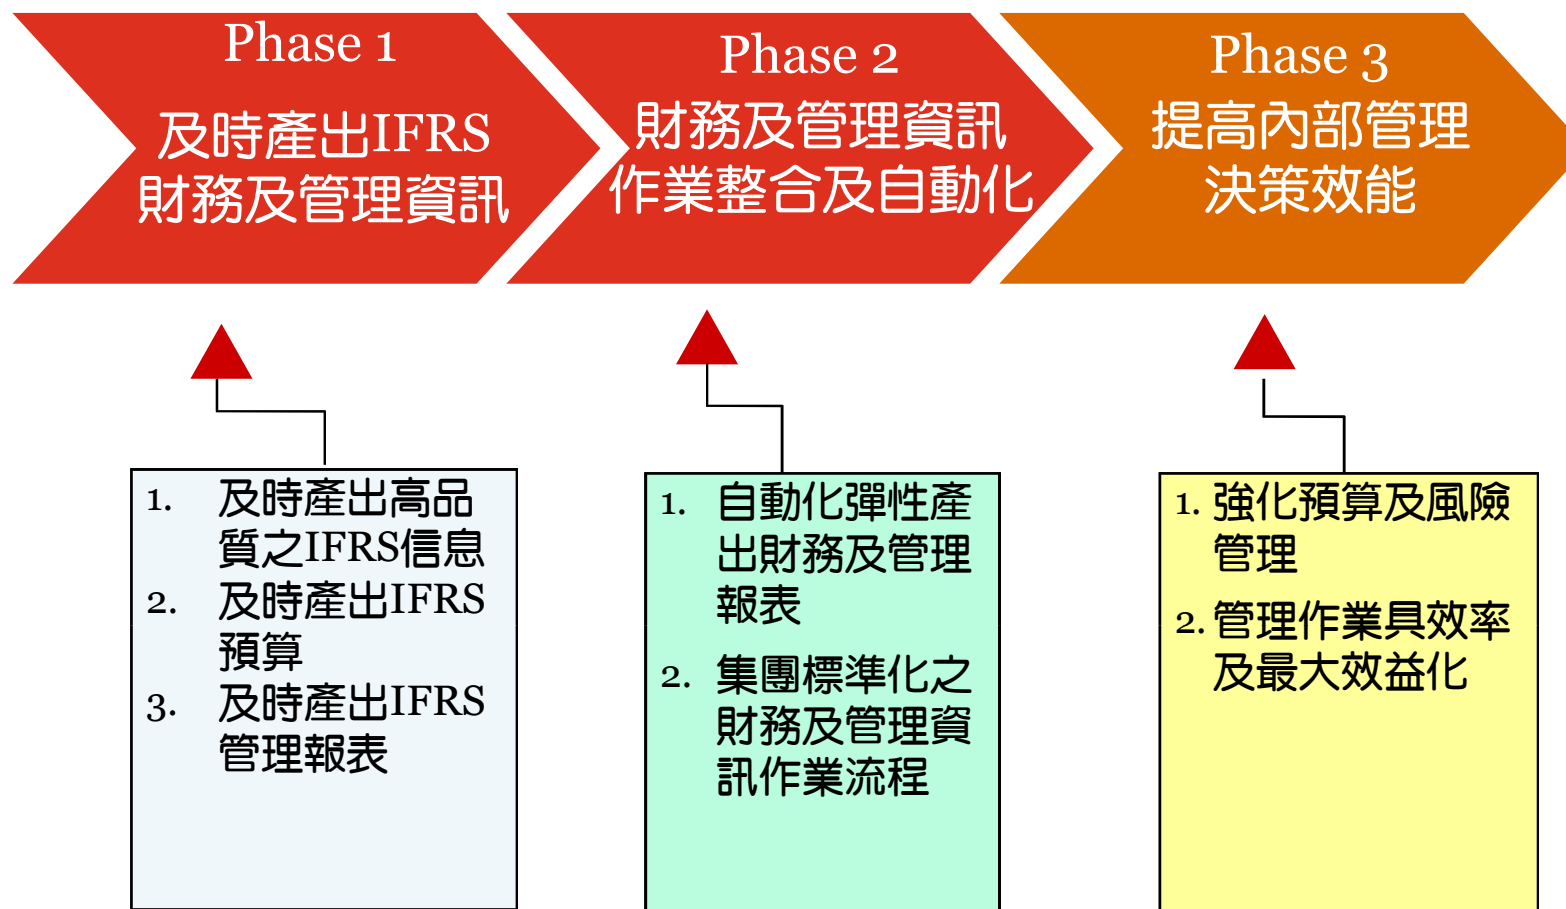 Phase 1
及時產出IFRS
財務及管理資訊
Phase 2
財務及管理資訊
作業整合及自動化
Phase 3
提高內部管理
決策效能
1. 及時產出高品
質之IFRS信息
2. 及時產出IFRS
預算
3. 及時產出IFRS
管理報表
1. 自動化彈性產
出財務及管理
報表
2. 集團標準化之
財務及管理資
訊作業流程
1. 強化預算及風險
管理
2. 管理作業具效率
及最大效益化